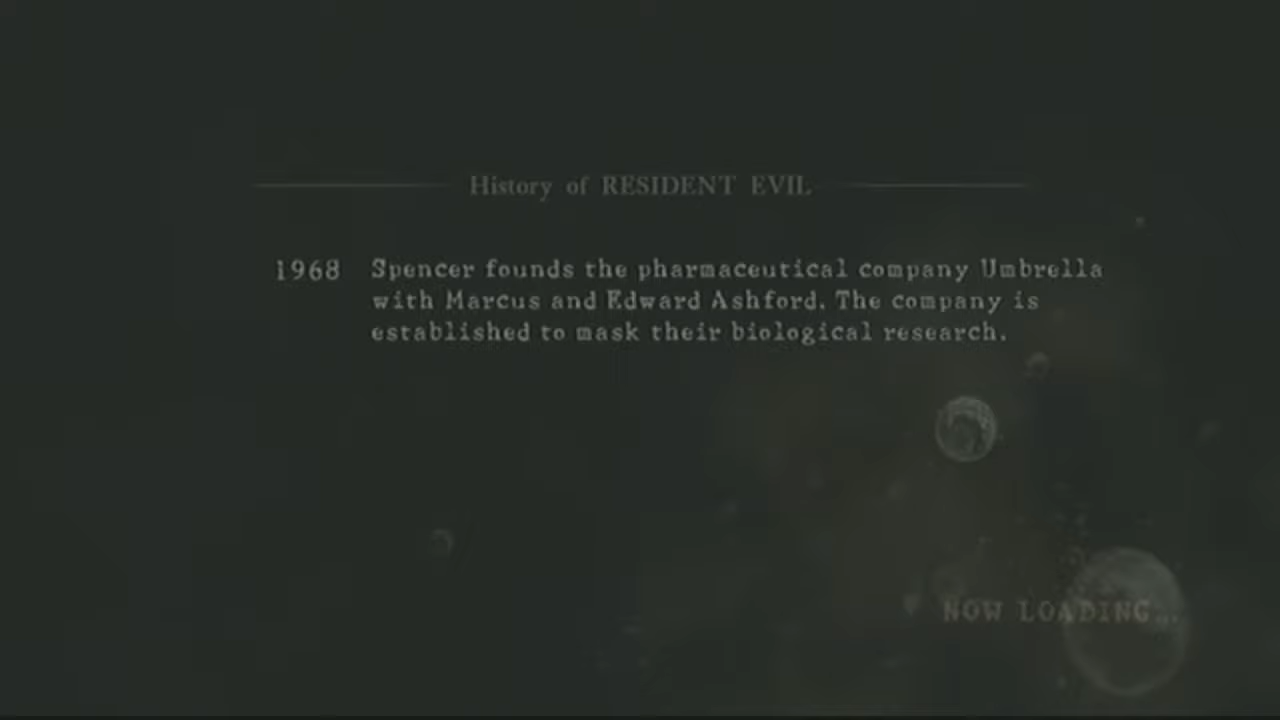 History of RESIDENT EVIL
1968 Spencer founds the pharmaceutical company Umbrella
with Marcus and Edward Ashford. The company is
established to mask their biological research.
NOW LOADING...